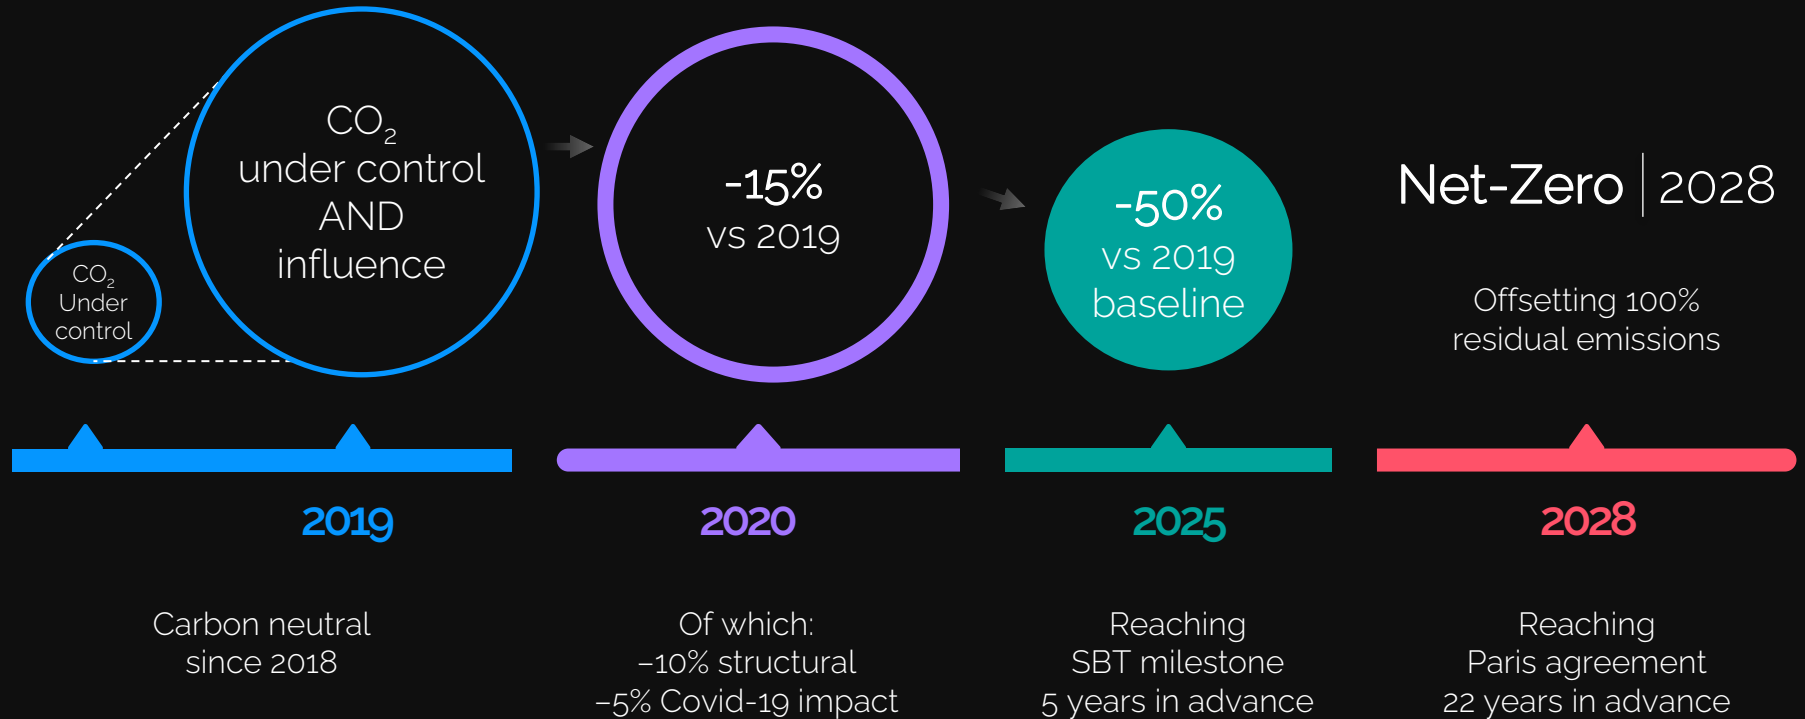 CO₂
Under
control
CO₂
under control
AND
influence
-15%
vs 2019
-50%
vs 2019
baseline
Net-Zero | 2028
Offsetting 100%
residual emissions
2019
2020
2025
2028
Carbon neutral
since 2018
Of which:
–10% structural
–5% Covid-19 impact
Reaching
SBT milestone
5 years in advance
Reaching
Paris agreement
22 years in advance